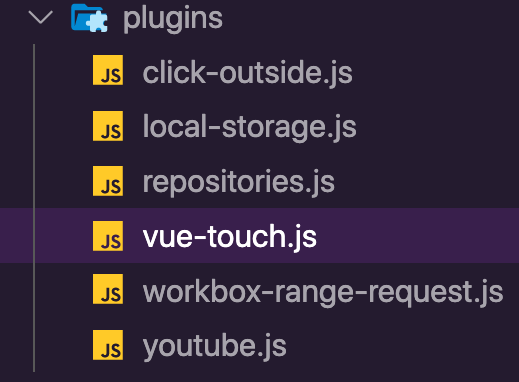 plugins
JS click-outside.js
JS local-storage.js
JS repositories.js
JS vue-touch.js
JS workbox-range-request.js
JS youtube.js